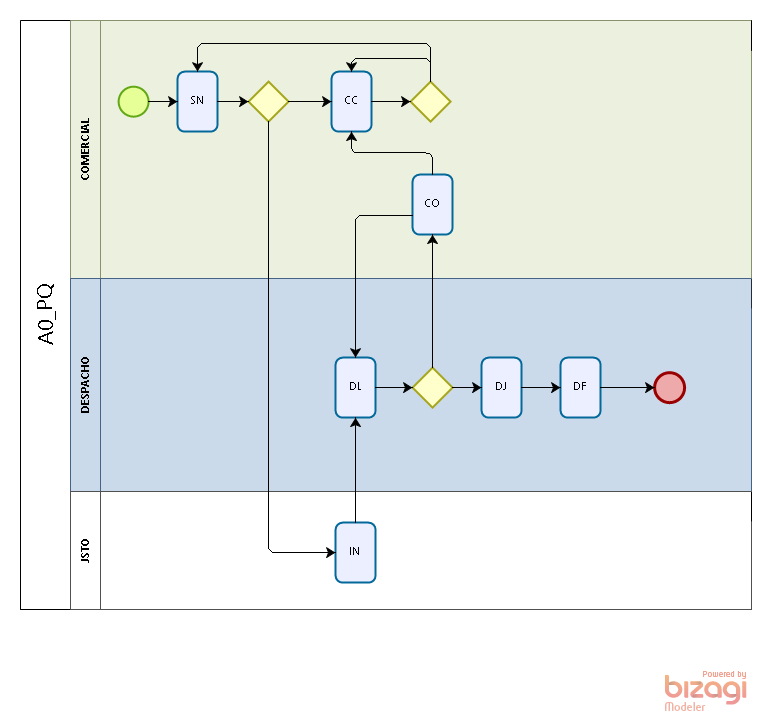 A0_PQ
COMERCIAL
SN
CC
CO
DESPACHO
DL
DJ
DF
JSTO
IN
Powered by
bizagi
Modeler